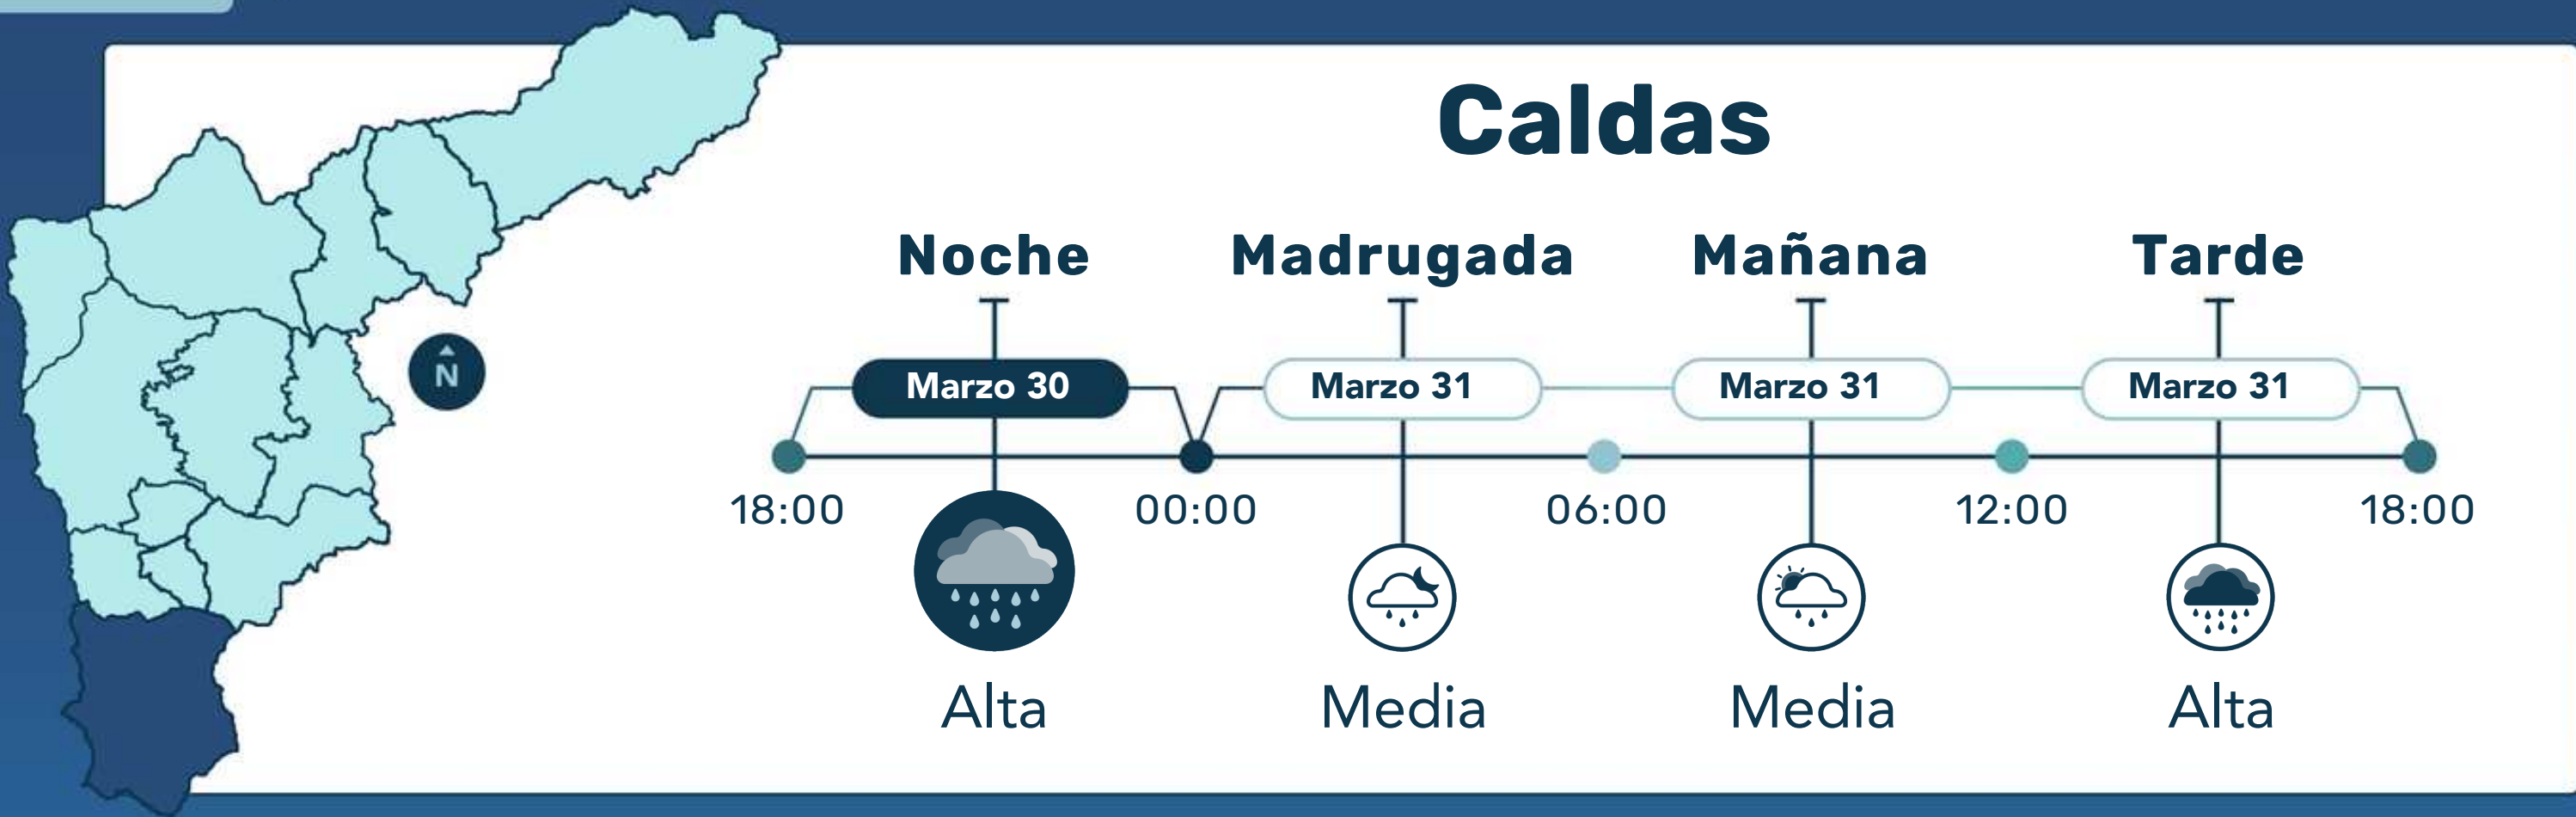 Caldas
Noche Madrugada Mañana Tarde
Marzo 30 Marzo 31 Marzo 31 Marzo 31
N
18:00 00:00 06:00 12:00 18:00
Alta Media Media Alta